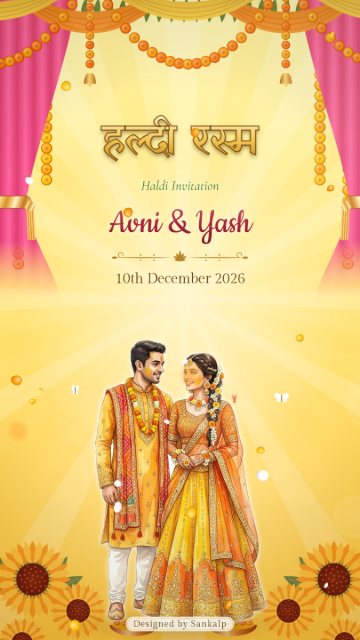 हल्दी रस्म
Haldi Invitation
Avni & Yash
10th December 2026
Designed by Sankalp